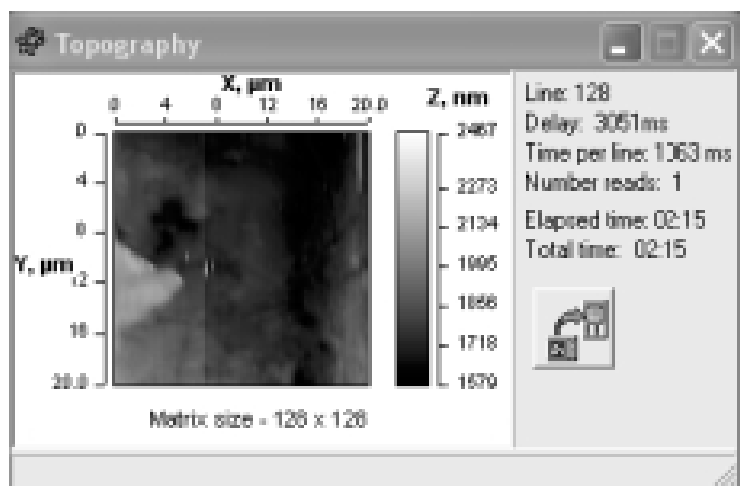 Topography
X, µm
0 4 8 12 16 20.0
Z, nm
0
4
8
Y, µm
12
16
20.0
2467
2273
2134
1995
1856
1718
1579
Matrix size - 128 x 128
Line: 128
Delay: 3051ms
Time per line: 1063 ms
Number reads: 1
Elapsed time: 02:15
Total time: 02:15